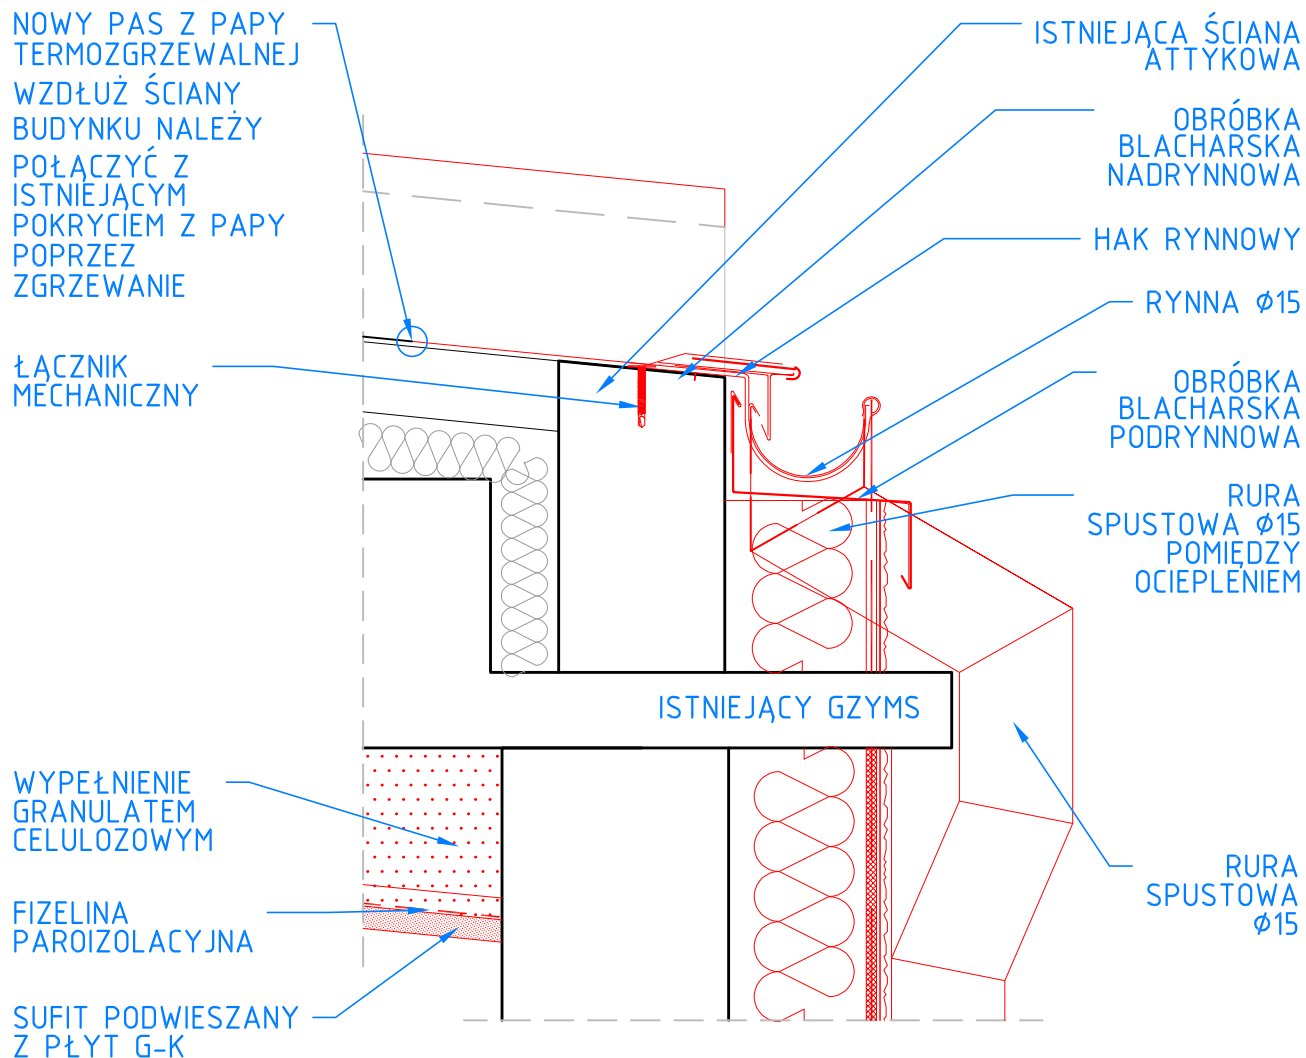 NOWY PAS Z PAPY
TERMOZGRZEWALNEJ
WZDŁUŻ ŚCIANY
BUDYNKU NALEŻY
POŁĄCZYĆ Z
ISTNIEJĄCYM
POKRYCIEM Z PAPY
POPRZEZ
ZGRZEWANIE
ŁĄCZNIK
MECHANICZNY
WYPEŁNIENIE
GRANULATEM
CELULOZOWYM
FIZELINA
PAROIZOLACYJNA
SUFIT PODWIESZANY
Z PŁYT G-K
ISTNIEJĄCY GZYMS
ISTNIEJĄCA ŚCIANA
ATTYKOWA
OBRÓBKA
BLACHARSKA
NADRYNNOWA
HAK RYNNOWY
RYNNA Ø15
OBRÓBKA
BLACHARSKA
PODRYNNOWA
RURA
SPUSTOWA Ø15
POMIĘDZY
OCIEPLENIEM
RURA
SPUSTOWA
Ø15